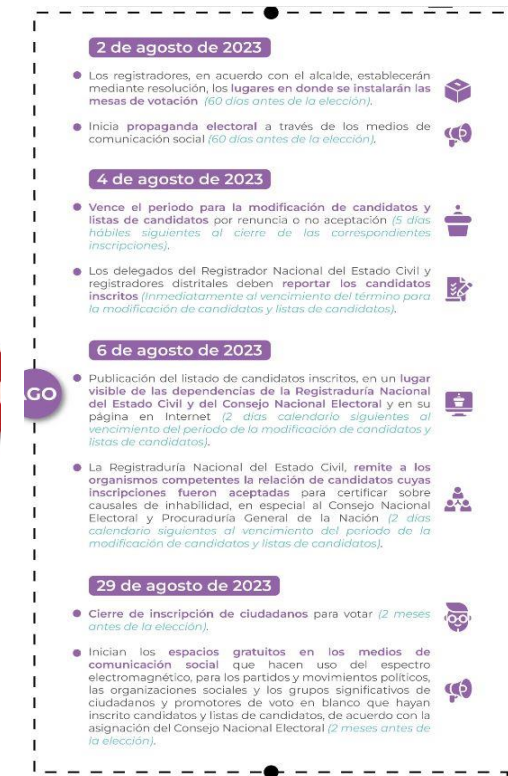 2 de agosto de 2023
Los registradores, en acuerdo con el alcalde, establecerán
mediante resolución, los lugares en donde se instalarán las
mesas de votación (60 días antes de la elección).
Inicia propaganda electoral a través de los medios de
comunicación social (60 días antes de la elección).
4 de agosto de 2023
Vence el periodo para la modificación de candidatos y
listas de candidatos por renuncia o no aceptación (5 días
hábiles siguientes al cierre de las correspondientes
inscripciones).
Los delegados del Registrador Nacional del Estado Civil y
registradores distritales deben reportar los candidatos
inscritos (Inmediatamente al vencimiento del término para
la modificación de candidatos y listas de candidatos).
AGO
6 de agosto de 2023
Publicación del listado de candidatos inscritos, en un lugar
visible de las dependencias de la Registraduría Nacional
del Estado Civil y del Consejo Nacional Electoral y en su
página en Internet (2 días calendario siguientes al
vencimiento del periodo de la modificación de candidatos y
listas de candidatos).
La Registraduría Nacional del Estado Civil, remite a los
organismos competentes la relación de candidatos cuyas
inscripciones fueron aceptadas para certificar sobre
causales de inhabilidad, en especial al Consejo Nacional
Electoral y Procuraduría General de la Nación (2 días
calendario siguientes al vencimiento del periodo de la
modificación de candidatos y listas de candidatos).
29 de agosto de 2023
Cierre de inscripción de ciudadanos para votar (2 meses
antes de la elección).
Inician los espacios gratuitos en los medios de
comunicación social que hacen uso del espectro
electromagnético, para los partidos y movimientos políticos,
las organizaciones sociales y los grupos significativos de
ciudadanos y promotores de voto en blanco que hayan
inscrito candidatos y listas de candidatos, de acuerdo con la
asignación del Consejo Nacional Electoral (2 meses antes de
la elección).